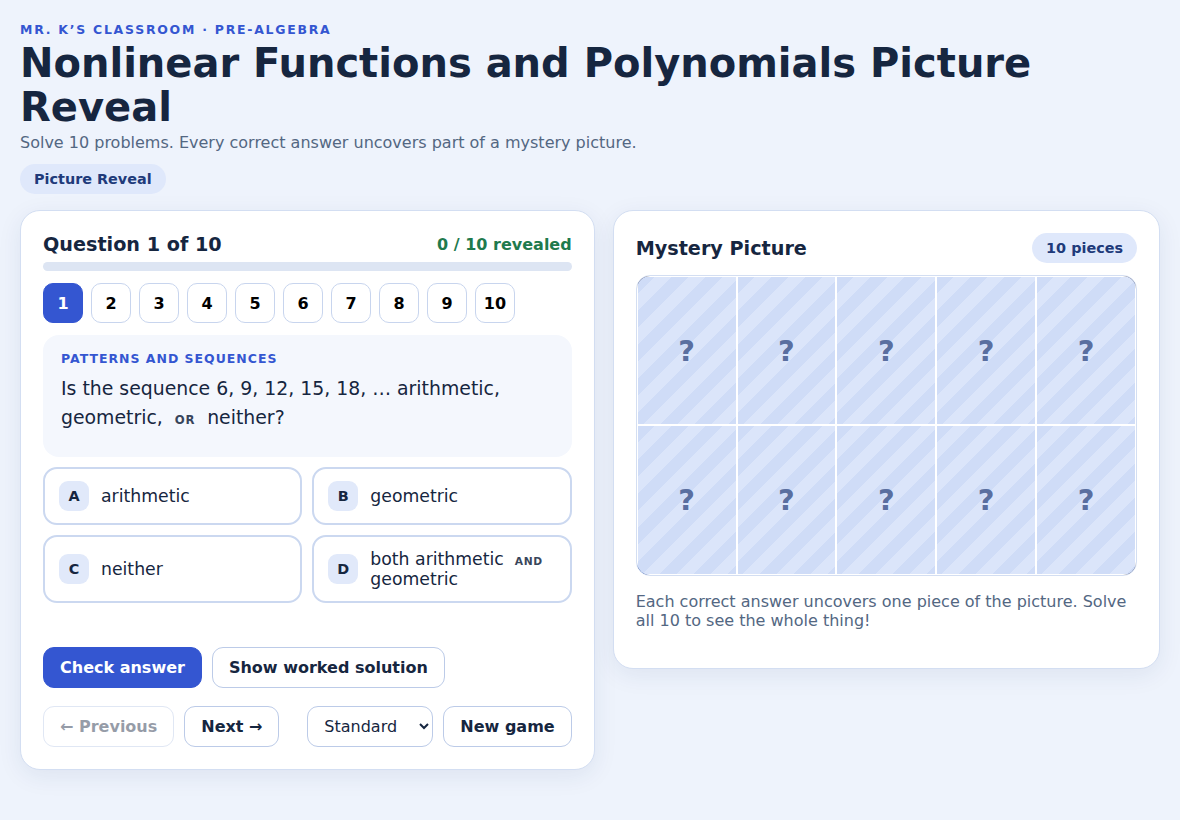 MR. K’S CLASSROOM · PRE-ALGEBRA
Nonlinear Functions and Polynomials Picture
Reveal
Solve 10 problems. Every correct answer uncovers part of a mystery picture.
Picture Reveal
Question 1 of 10
0 / 10 revealed
1 2 3 4 5 6 7 8 9 10
PATTERNS AND SEQUENCES
Is the sequence 6, 9, 12, 15, 18, … arithmetic,
geometric, OR neither?
A arithmetic
B geometric
C neither
D both arithmetic AND
geometric
Check answer
Show worked solution
← Previous
Next →
Standard
New game
Mystery Picture
10 pieces
? ? ? ? ?
? ? ? ? ?
Each correct answer uncovers one piece of the picture. Solve
all 10 to see the whole thing!